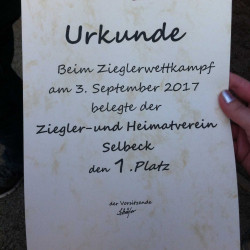 Urkunde
Beim Zieglerwettkampf
am 3. September 2017
belegte der
Ziegler-und Heimatverein
Selbeck
den 1.Platz
der Vorsitzende